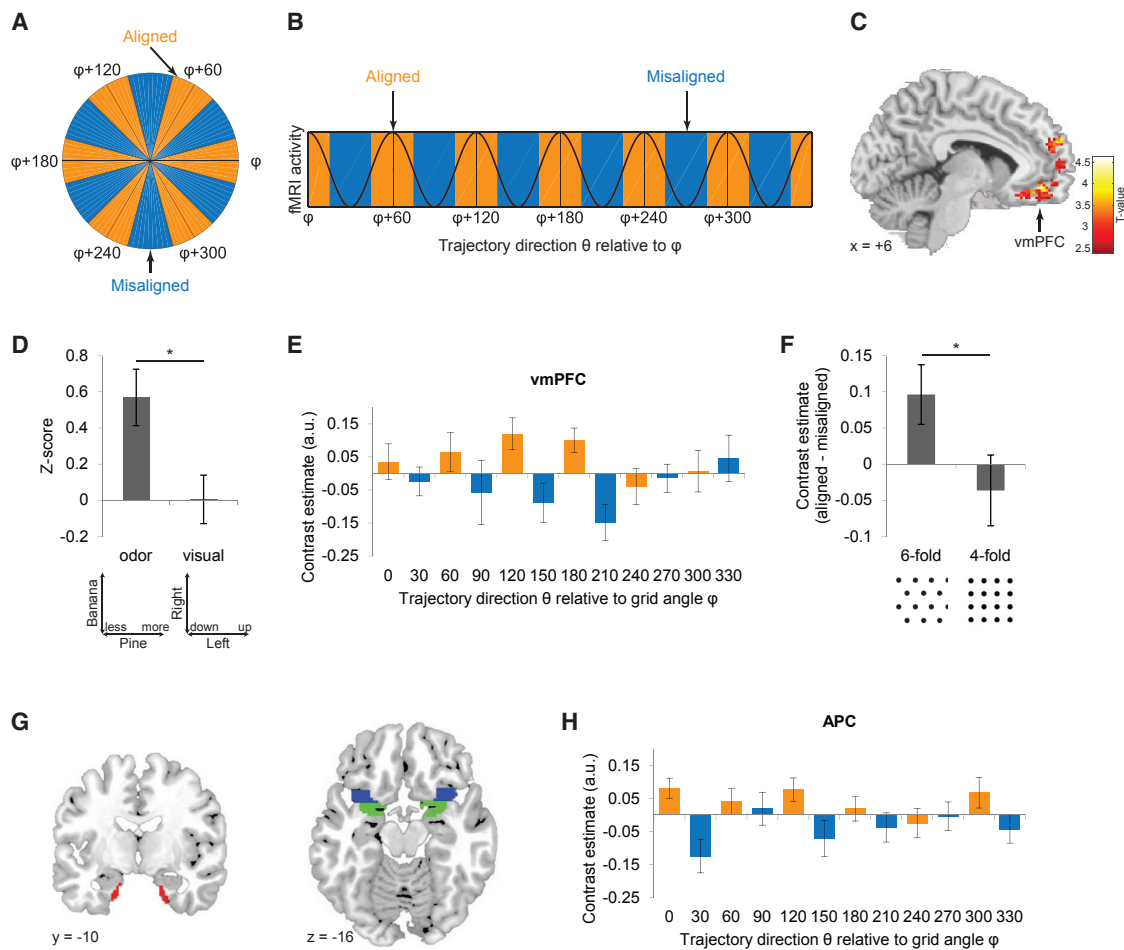 A
Aligned
φ+120
φ+60
φ+180
φ
φ+240
φ+300
Misaligned
B
Aligned
Misaligned
fMRI activity
φ
φ+60
φ+120
φ+180
φ+240
φ+300
Trajectory direction θ relative to φ
C
4.5
4
3.5
3
2.5
T-value
vmPFC
x = +6
D
Z-score
0.8
0.6
0.4
0.2
0
-0.2
*
odor
visual
Banana
less
more
Pine
Right
down
up
Left
E
vmPFC
Contrast estimate (a.u.)
0.15
0.05
-0.05
-0.15
-0.25
0 30 60 90 120 150 180 210 240 270 300 330
Trajectory direction θ relative to grid angle φ
F
Contrast estimate
(aligned - misaligned)
0.15
0.1
0.05
0
-0.05
-0.1
*
6-fold
4-fold
G
y = -10
z = -16
H
APC
Contrast estimate (a.u.)
0.15
0.05
-0.05
-0.15
-0.25
0 30 60 90 120 150 180 210 240 270 300 330
Trajectory direction θ relative to grid angle φ